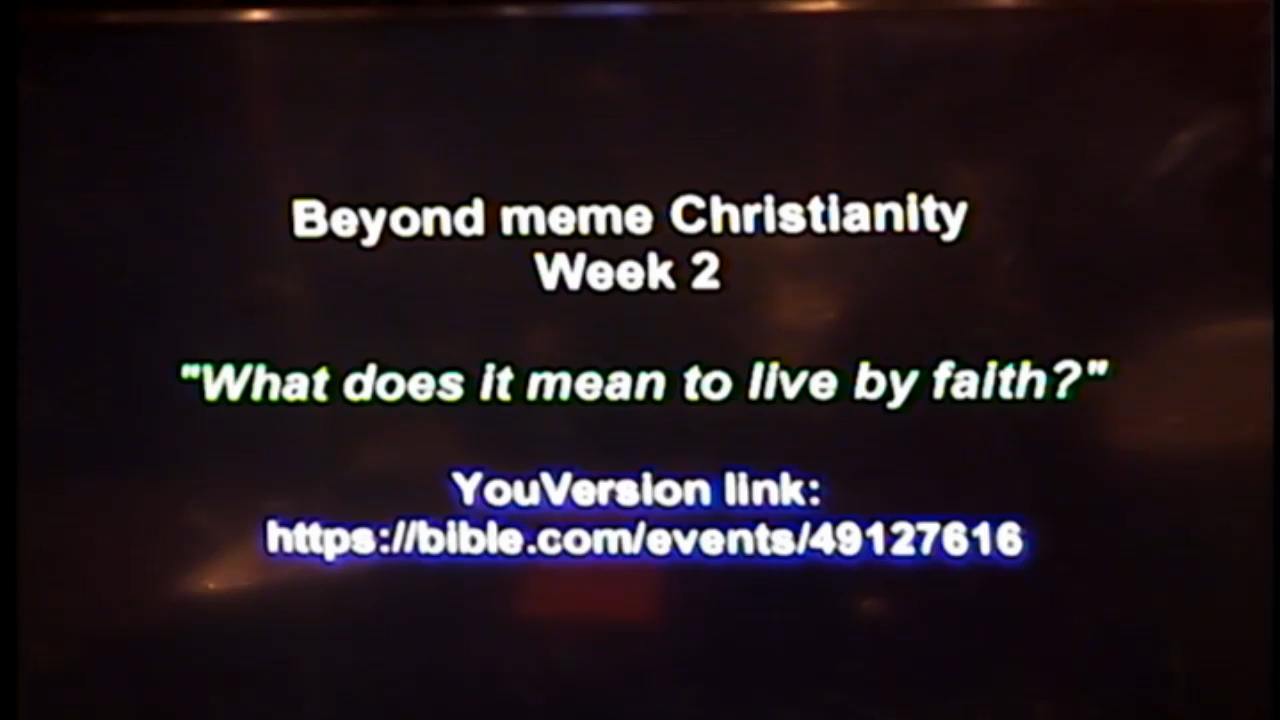 Beyond meme Christianity
Week 2
"What does it mean to live by faith?"
YouVersion link:
https://bible.com/events/49127616